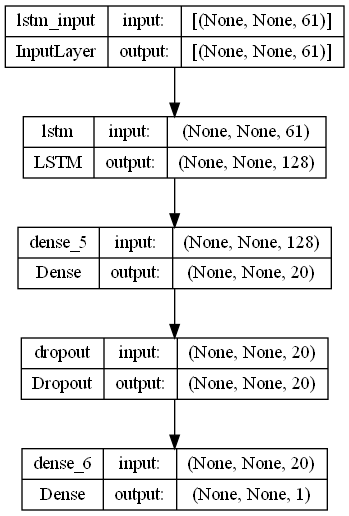 lstm_input input: [(None, None, 61)]
InputLayer output: [(None, None, 61)]
lstm input: (None, None, 61)
LSTM output: (None, None, 128)
dense_5 input: (None, None, 128)
Dense output: (None, None, 20)
dropout input: (None, None, 20)
Dropout output: (None, None, 20)
dense_6 input: (None, None, 20)
Dense output: (None, None, 1)